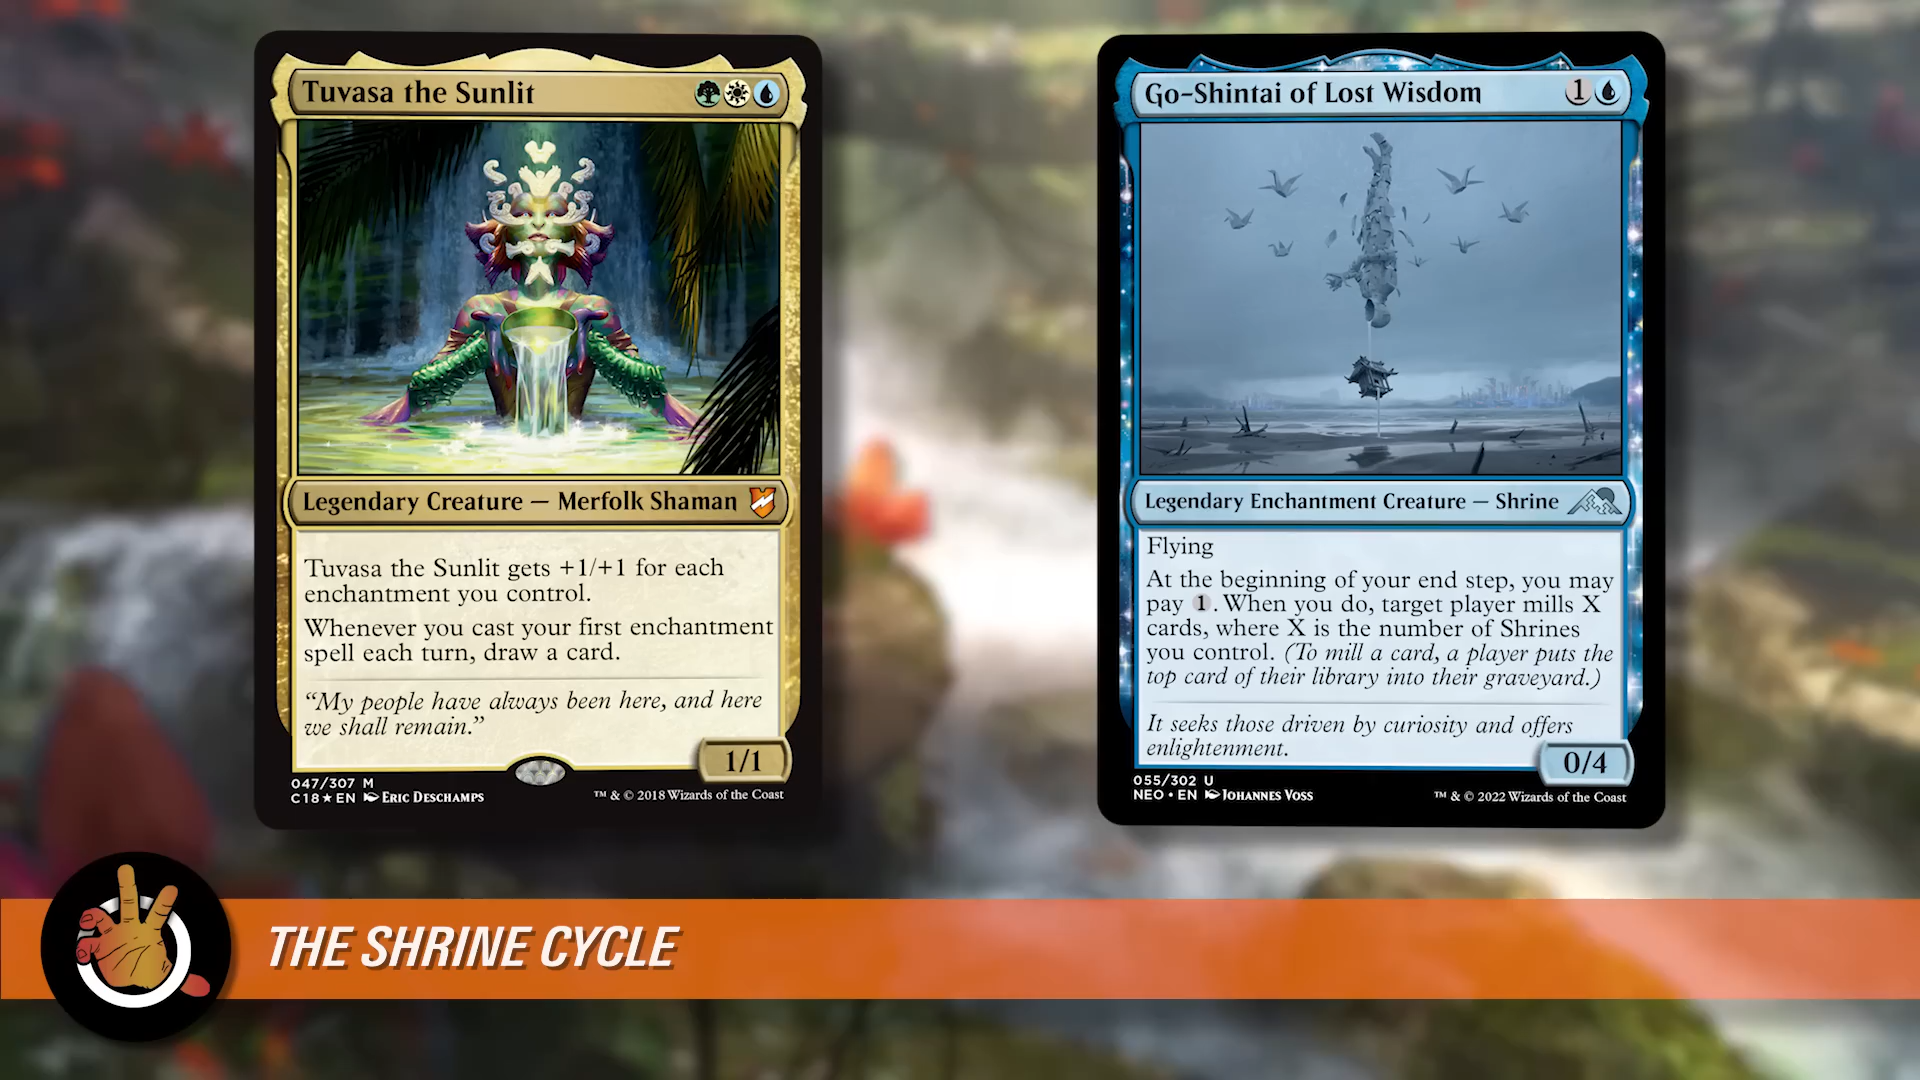 Tuvasa the Sunlit
Legendary Creature — Merfolk Shaman
Tuvasa the Sunlit gets +1/+1 for each
enchantment you control.
Whenever you cast your first enchantment
spell each turn, draw a card.
“My people have always been here, and here
we shall remain.”
1/1
047/307 M
C18★EN Eric Deschamps
™ & © 2018 Wizards of the Coast
Go-Shintai of Lost Wisdom 1
Legendary Enchantment Creature — Shrine
Flying
At the beginning of your end step, you may
pay 1. When you do, target player mills X
cards, where X is the number of Shrines
you control. (To mill a card, a player puts the
top card of their library into their graveyard.)
It seeks those driven by curiosity and offers
enlightenment.
0/4
055/302 U
NEO • EN Johannes Voss
™ & © 2022 Wizards of the Coast
THE SHRINE CYCLE